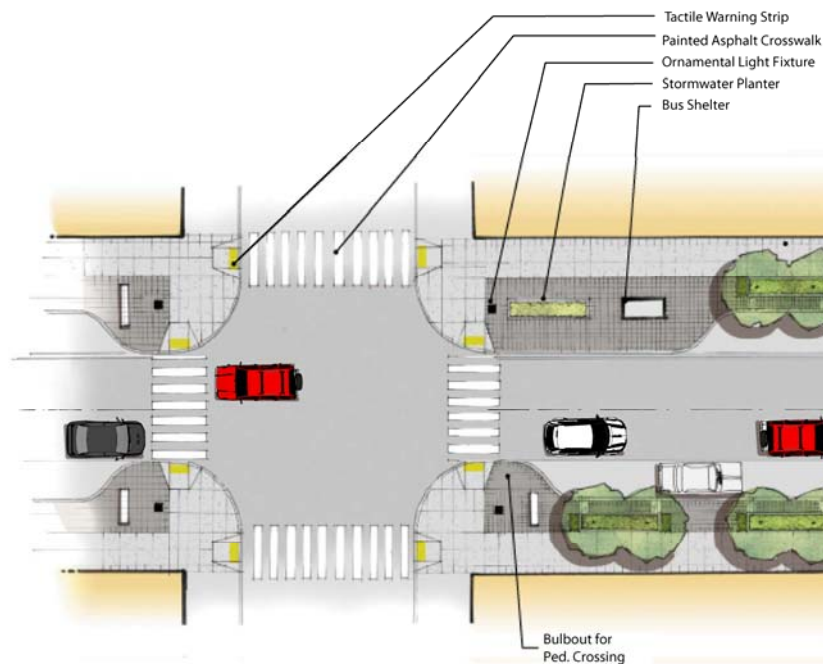 Tactile Warning Strip
Painted Asphalt Crosswalk
Ornamental Light Fixture
Stormwater Planter
Bus Shelter
Bulbout for
Ped. Crossing